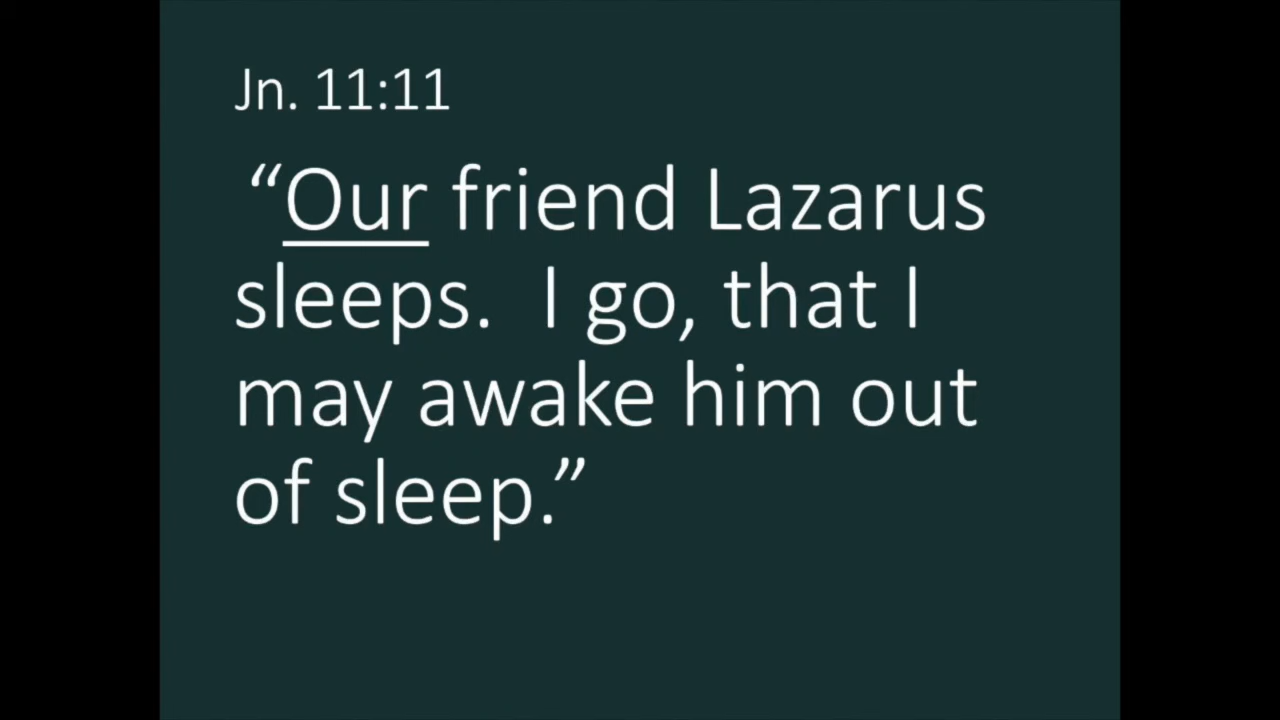 Jn. 11:11
“Our friend Lazarus
sleeps.  I go, that I
may awake him out
of sleep.”